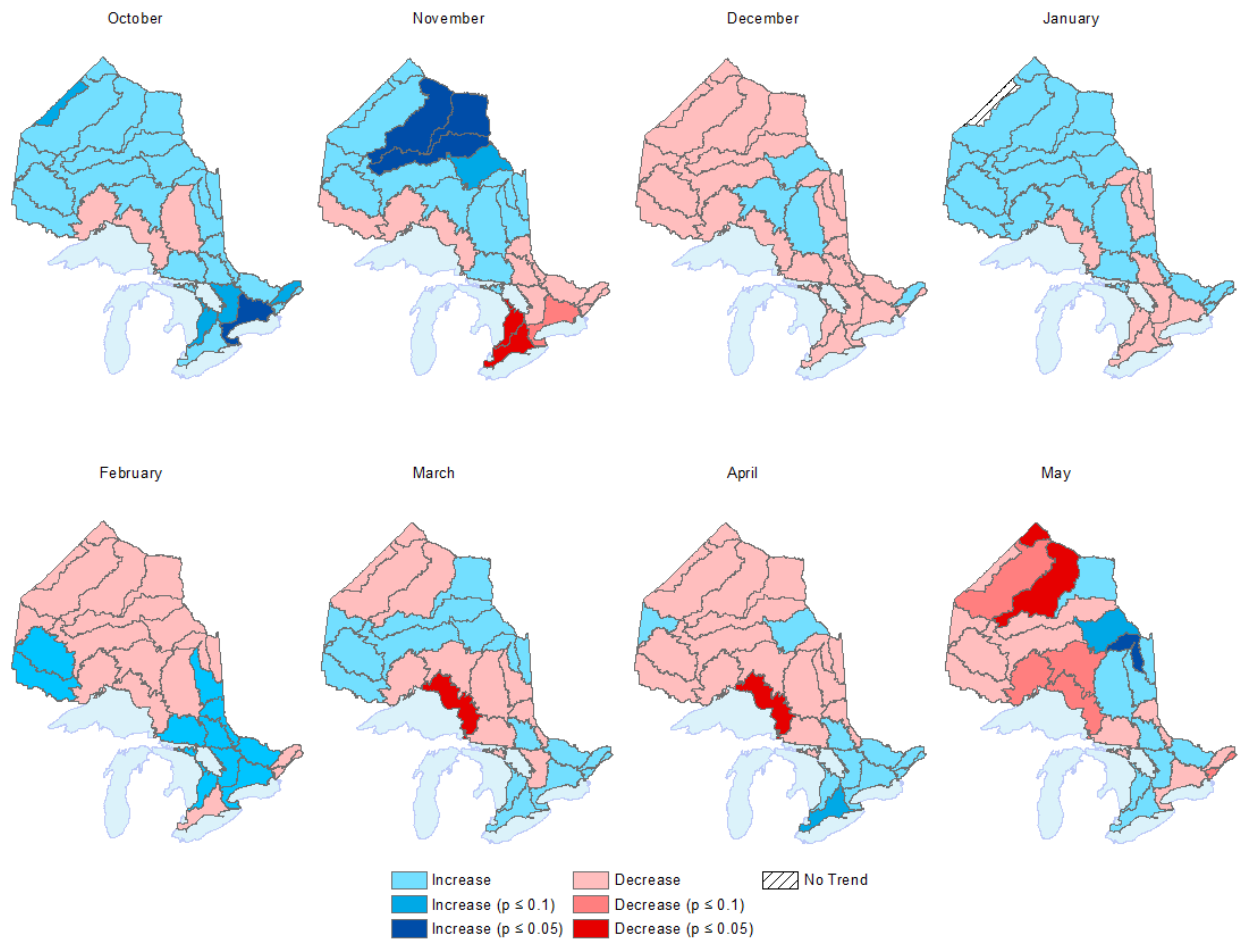 October
November
December
January
February
March
April
May
Increase
Decrease
No Trend
Increase (p ≤ 0.1)
Decrease (p ≤ 0.1)
Increase (p ≤ 0.05)
Decrease (p ≤ 0.05)